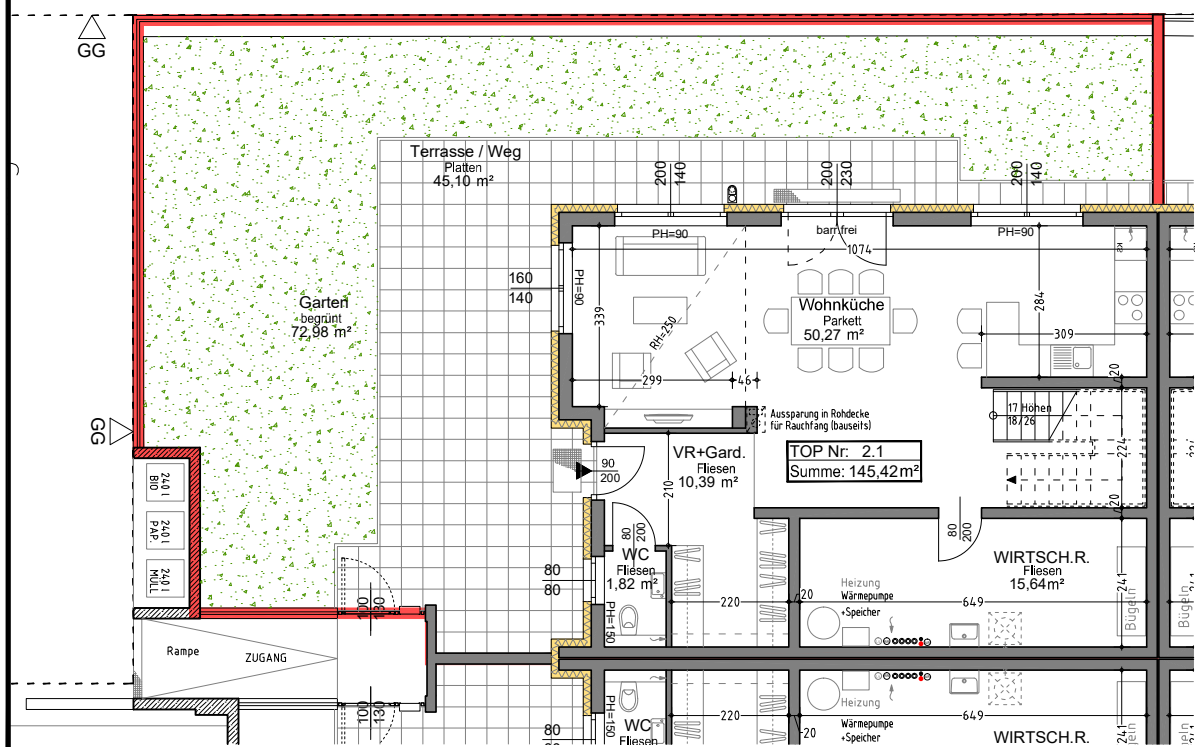 GG
Terrasse / Weg
Platten
45,10 m²
200
140
200
230
200
140
PH=90
barr.frei
PH=90
1074
160
140
PH=90
Garten
begrünt
72,98 m²
339
RH=250
Wohnküche
Parkett
50,27 m²
284
309
299
46
20
GG
Aussparung in Rohdecke
für Rauchfang (bauseits)
17 Höhen
18/26
224
VR+Gard.
Fliesen
10,39 m²
TOP Nr: 2.1
Summe: 145,42m²
90
200
210
240 l
BIO
240 l
PAP.
240 l
MÜLL
20
80
200
80
200
WC
Fliesen
1,82 m²
WIRTSCH.R.
Fliesen
15,64m²
80
80
Heizung
Wärmepumpe
+Speicher
241
241
100
130
220
20
649
Bügeln
Bügeln
PH=150
Rampe
ZUGANG
100
130
PH=150
Heizung
220
649
Wärmepumpe
+Speicher
20
80
WC
Fliesen
WIRTSCH.R.
241